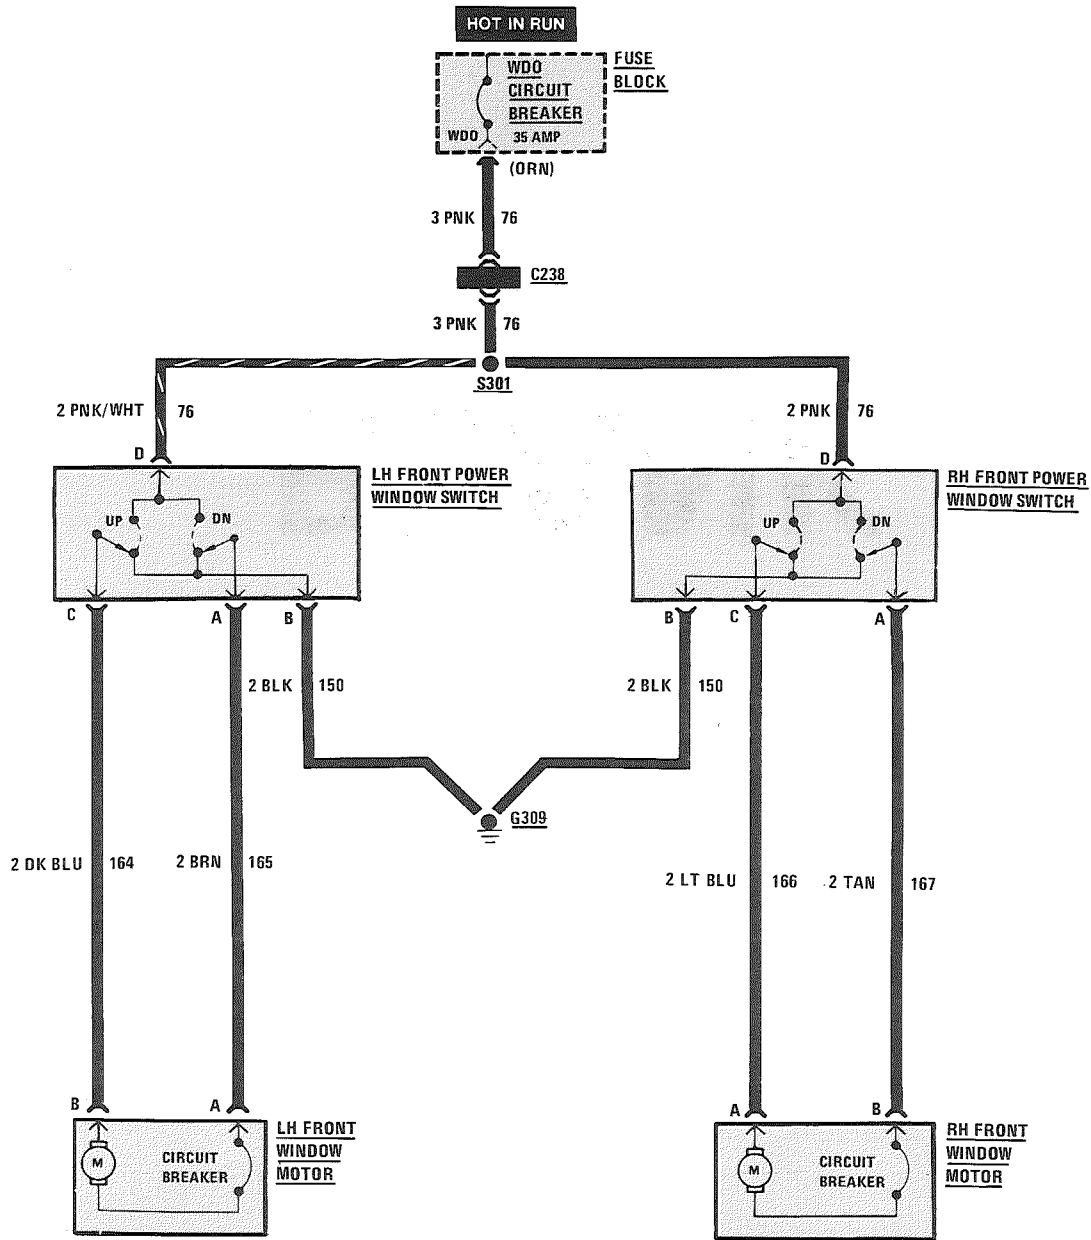 HOT IN RUN
FUSE
BLOCK
WDO
CIRCUIT
BREAKER
WDO 35 AMP
(ORN)
3 PNK 76
C238
3 PNK 76
S301
2 PNK/WHT 76
2 PNK 76
D
D
LH FRONT POWER
WINDOW SWITCH
RH FRONT POWER
WINDOW SWITCH
UP DN
UP DN
C A B
B C A
2 BLK 150
2 BLK 150
G309
2 DK BLU 164
2 BRN 165
2 LT BLU 166
2 TAN 167
B A
A B
LH FRONT
WINDOW
MOTOR
RH FRONT
WINDOW
MOTOR
M
CIRCUIT
BREAKER
M
CIRCUIT
BREAKER